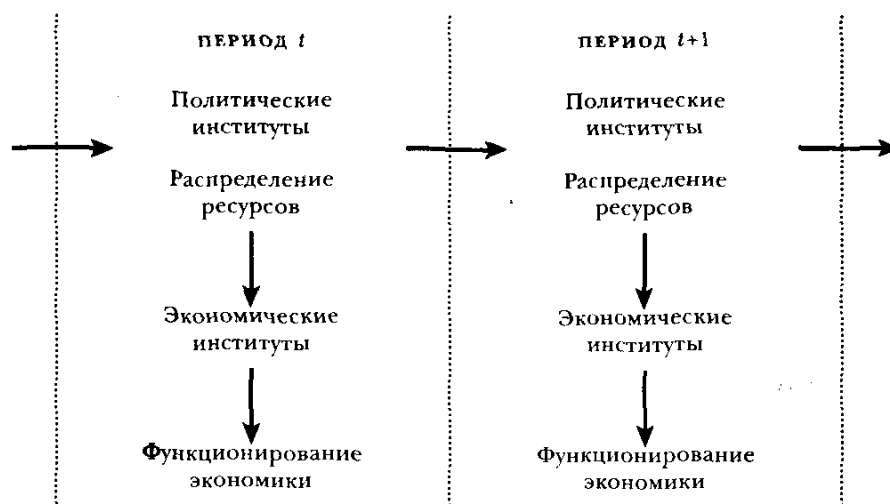 ПЕРИОД t
Политические
институты
Распределение
ресурсов
Экономические
институты
Функционирование
экономики
ПЕРИОД t+1
Политические
институты
Распределение
ресурсов
Экономические
институты
Функционирование
экономики